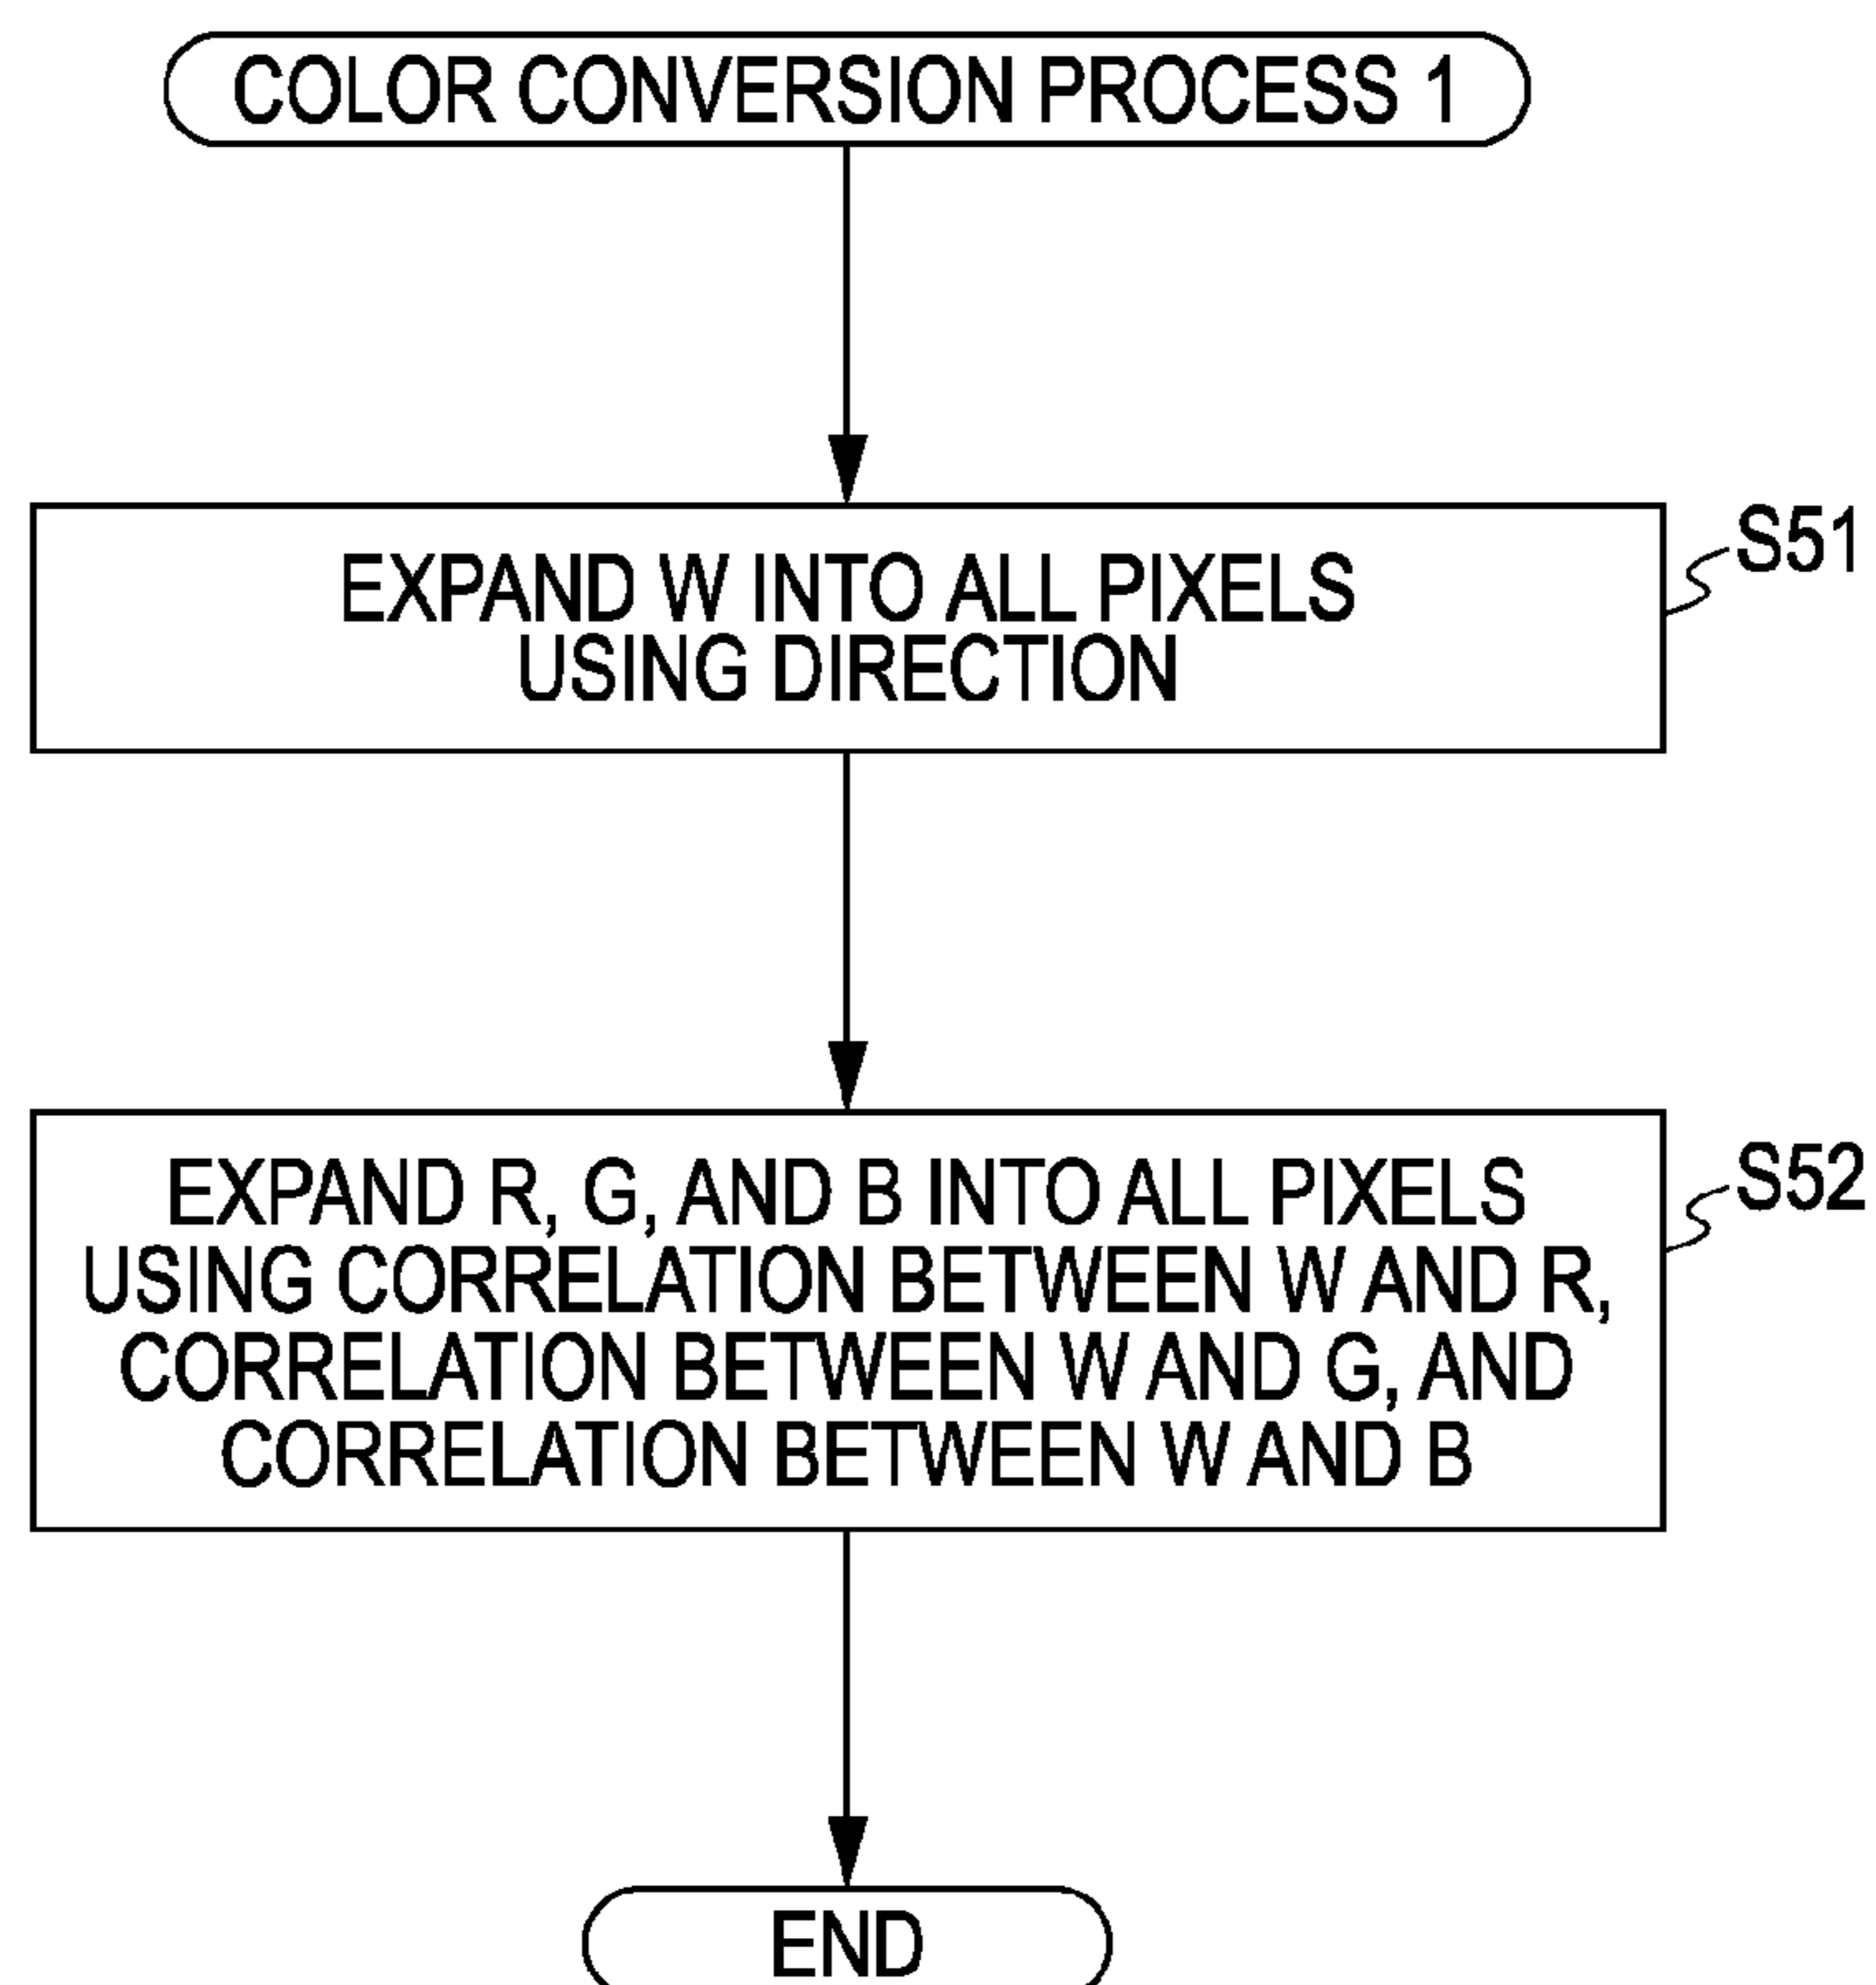 COLOR CONVERSION PROCESS 1
EXPAND W INTO ALL PIXELS
USING DIRECTION
S51
EXPAND R, G, AND B INTO ALL PIXELS
USING CORRELATION BETWEEN W AND R,
CORRELATION BETWEEN W AND G, AND
CORRELATION BETWEEN W AND B
S52
END